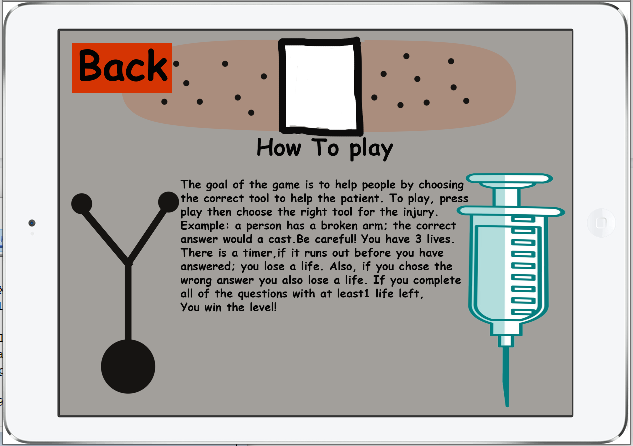 Back
How To play
The goal of the game is to help people by choosing
the correct tool to help the patient. To play, press
play then choose the right tool for the injury.
Example: a person has a broken arm; the correct
answer would a cast.Be careful! You have 3 lives.
There is a timer,if it runs out before you have
answered; you lose a life. Also, if you chose the
wrong answer you also lose a life. If you complete
all of the questions with at least1 life left,
You win the level!